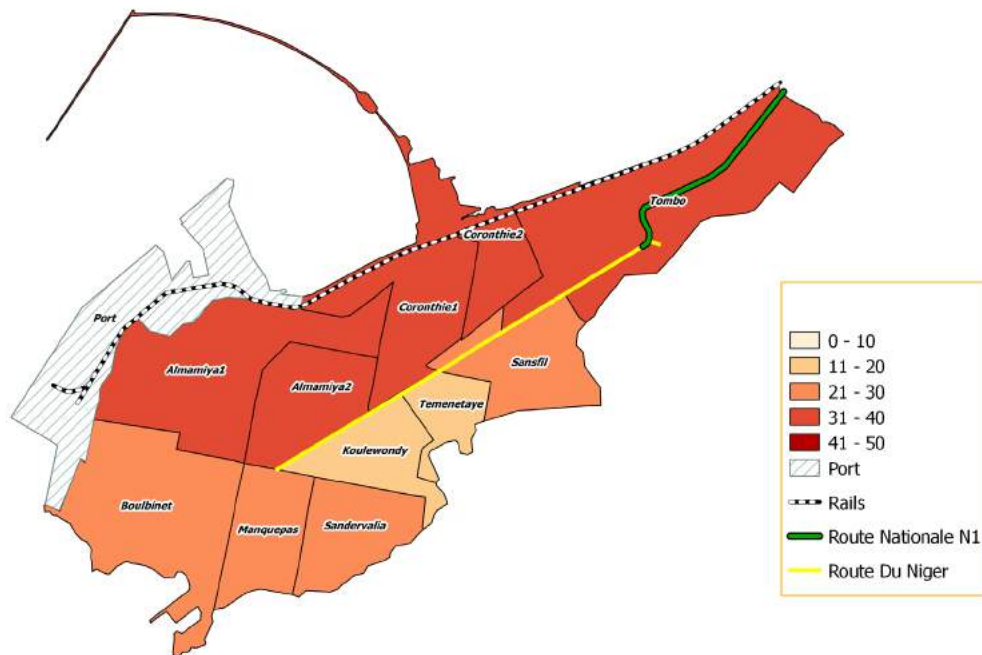 Tombo
Coronthie2
Port
Coronthie1
Sansfil
Almamiya1
Almamiya2
Temenetaye
Koulewondy
Boulbinet
Manquepas
Sandervalia
0 - 10
11 - 20
21 - 30
31 - 40
41 - 50
Port
Rails
Route Nationale N1
Route Du Niger